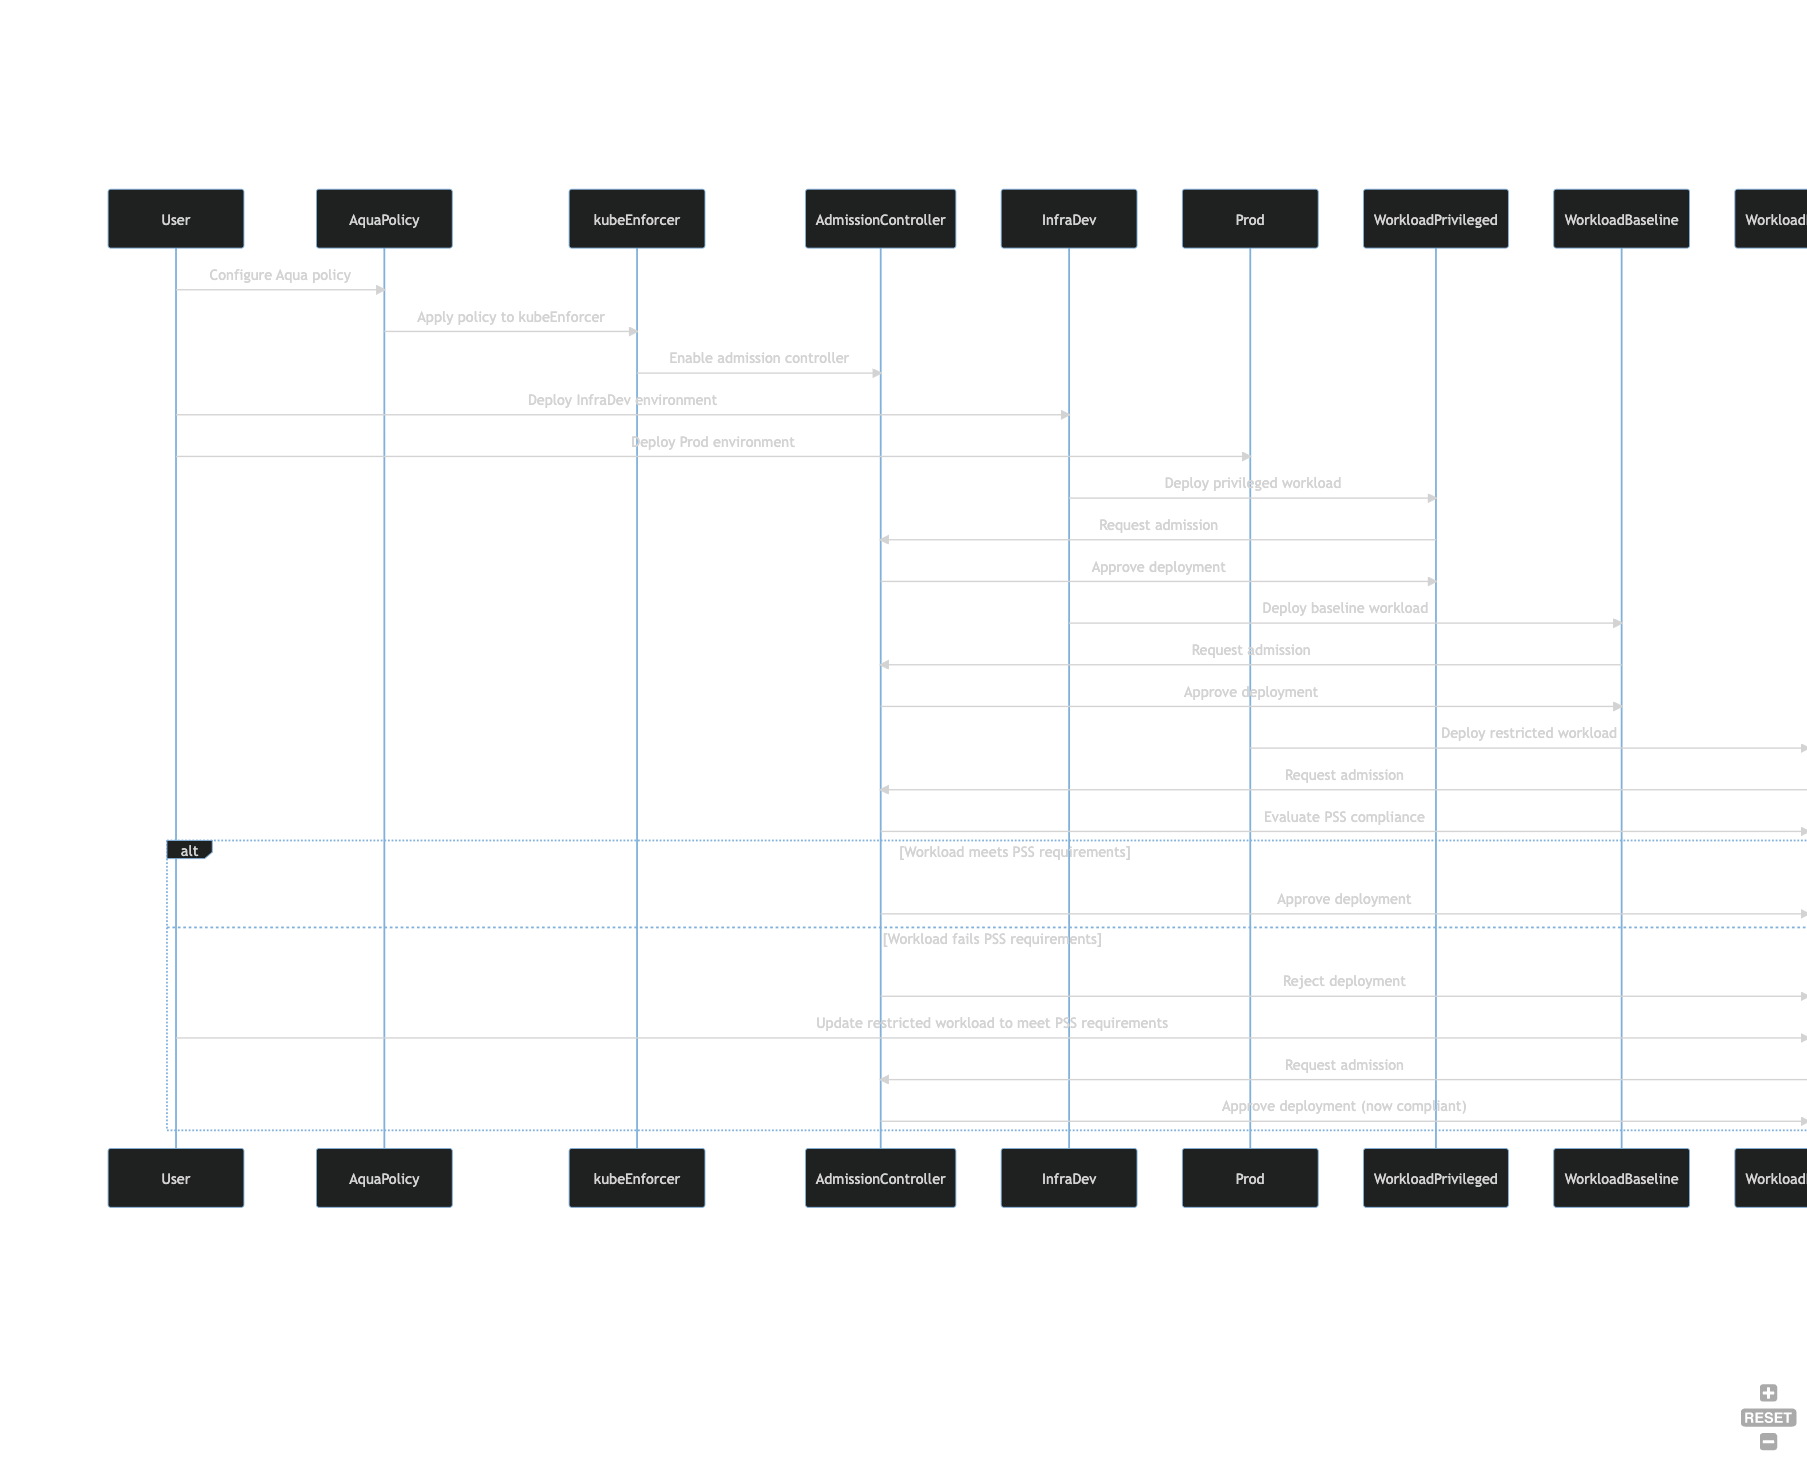 User
AquaPolicy
kubeEnforcer
AdmissionController
InfraDev
Prod
WorkloadPrivileged
WorkloadBaseline
Configure Aqua policy
Apply policy to kubeEnforcer
Enable admission controller
Deploy InfraDev environment
Deploy Prod environment
Deploy privileged workload
Request admission
Approve deployment
Deploy baseline workload
Request admission
Approve deployment
Deploy restricted workload
Request admission
Evaluate PSS compliance
alt
[Workload meets PSS requirements]
Approve deployment
[Workload fails PSS requirements]
Reject deployment
Update restricted workload to meet PSS requirements
Request admission
Approve deployment (now compliant)
User
AquaPolicy
kubeEnforcer
AdmissionController
InfraDev
Prod
WorkloadPrivileged
WorkloadBaseline
RESET